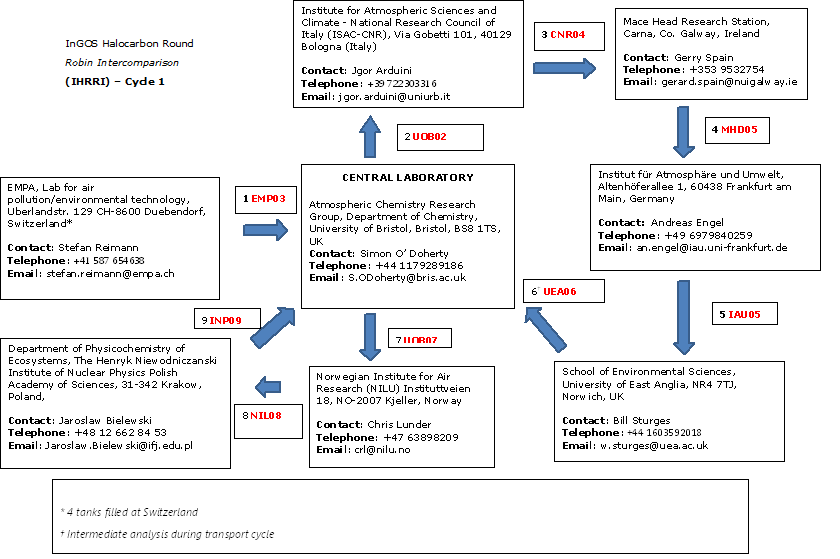 InGOS Halocarbon Round
Robin Intercomparison
(IHRRI) – Cycle 1
Institute for Atmospheric Sciences and
Climate - National Research Council of
Italy (ISAC-CNR), Via Gobetti 101, 40129
Bologna (Italy)
Contact: Jgor Arduini
Telephone: +39 722303316
Email: jgor.arduini@uniurb.it
3 CNR04
Mace Head Research Station,
Carna, Co. Galway, Ireland
Contact: Gerry Spain
Telephone: +353 9532754
Email: gerard.spain@nuigalway.ie
2 UOB02
4 MHD05
EMPA, Lab for air
pollution/environmental technology,
Uberlandstr. 129 CH-8600 Duebendorf,
Switzerland*
Contact: Stefan Reimann
Telephone: +41 587 654638
Email: stefan.reimann@empa.ch
1 EMP03
CENTRAL LABORATORY
Atmospheric Chemistry Research
Group, Department of Chemistry,
University of Bristol, Bristol, BS8 1TS,
UK
Contact: Simon O’ Doherty
Telephone: +44 1179289186
Email: S.ODoherty@bris.ac.uk
Institut für Atmosphäre und Umwelt,
Altenhöferallee 1, 60438 Frankfurt am
Main, Germany
Contact: Andreas Engel
Telephone: +49 6979840259
Email: an.engel@iau.uni-frankfurt.de
6† UEA06
5 IAU05
9 INP09
7 UOB07
Department of Physicochemistry of
Ecosystems, The Henryk Niewodniczanski
Institute of Nuclear Physics Polish
Academy of Sciences, 31-342 Krakow,
Poland,
Contact: Jaroslaw Bielewski
Telephone: +48 12 662 84 53
Email: Jaroslaw.Bielewski@ifj.edu.pl
8 NIL08
Norwegian Institute for Air
Research (NILU) Instituttveien
18, NO-2007 Kjeller, Norway
Contact: Chris Lunder
Telephone: +47 63898209
Email: crl@nilu.no
School of Environmental Sciences,
University of East Anglia, NR4 7TJ,
Norwich, UK
Contact: Bill Sturges
Telephone: +44 1603592018
Email: w.sturges@uea.ac.uk
* 4 tanks filled at Switzerland
† Intermediate analysis during transport cycle